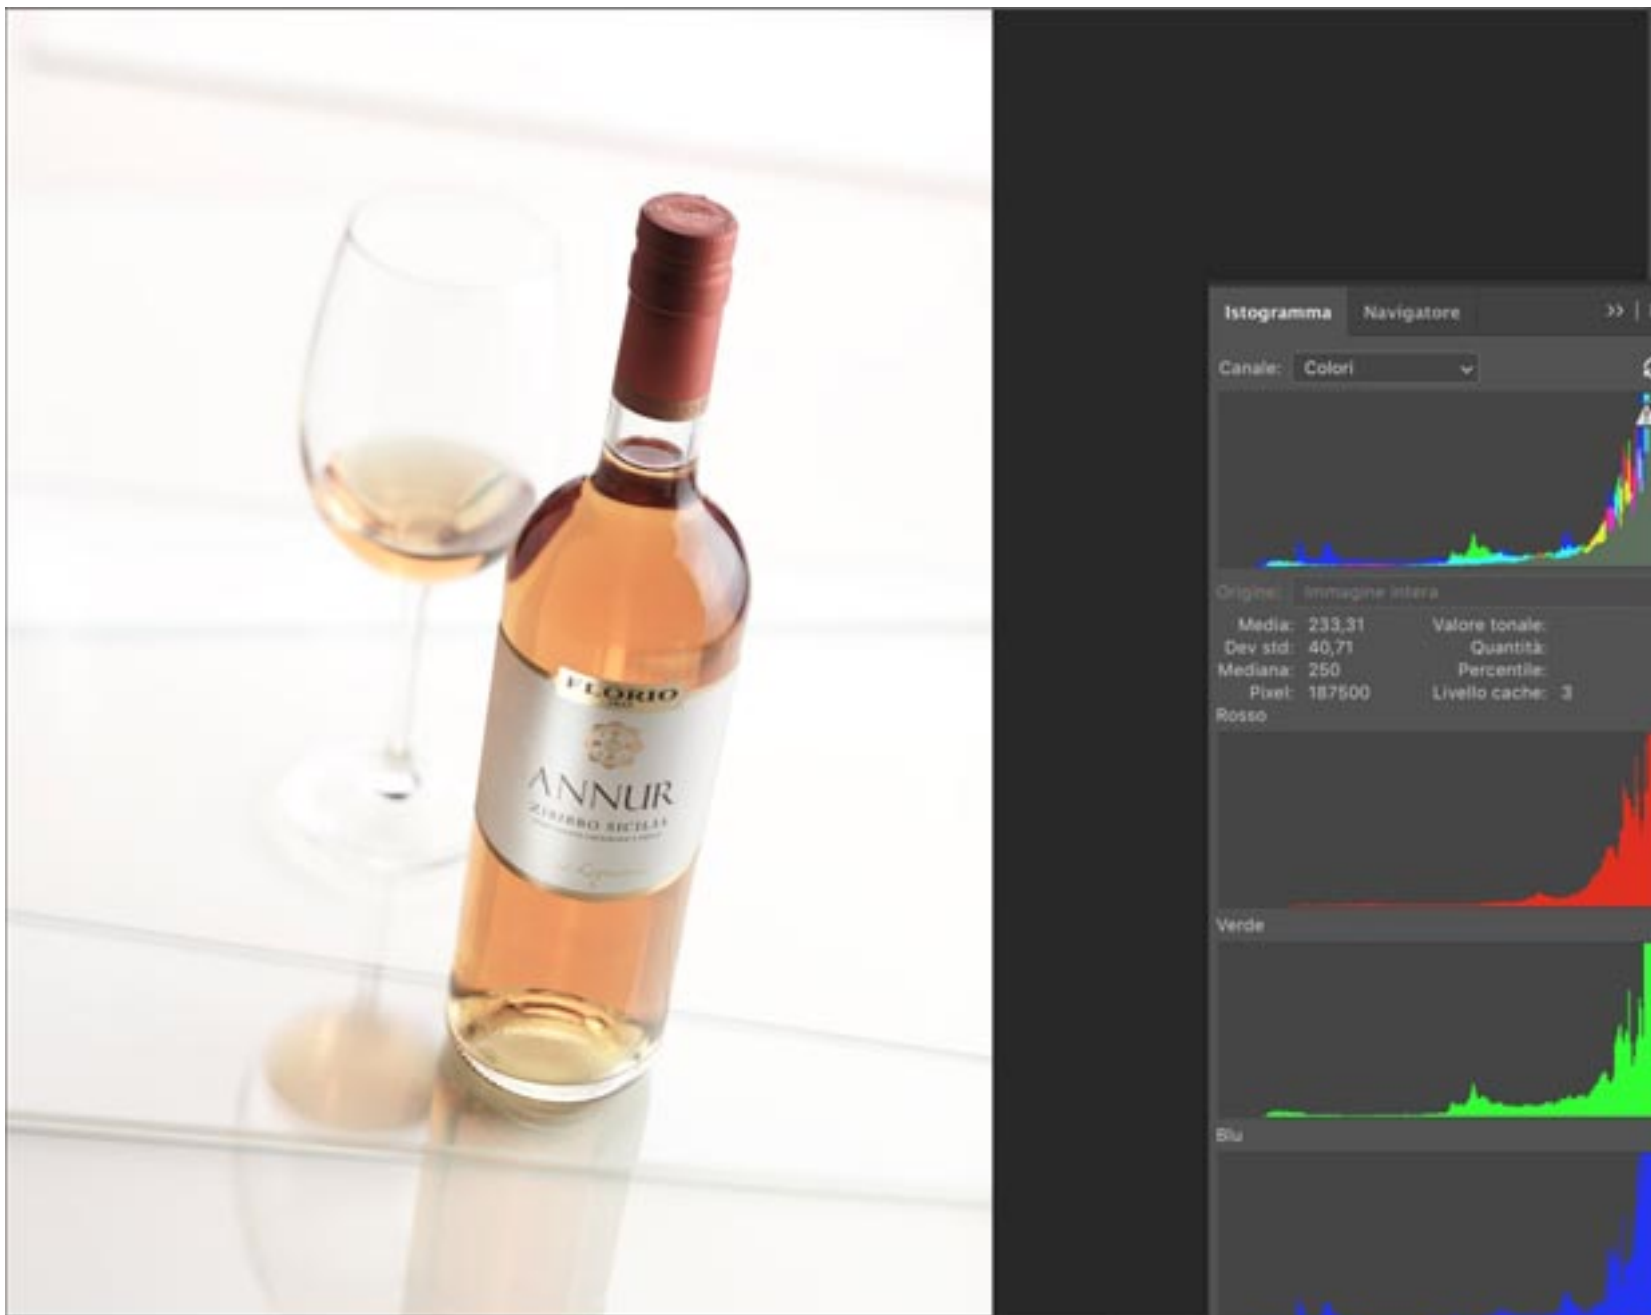 FLORIO
ANNUR
ZIBIBBO SICILIA
Istogramma
Navigatore
>>
Canale:
Colori
Origine:
Immagine intera
Media: 233,31
Valore tonale:
Dev std: 40,71
Quantità:
Mediana: 250
Percentile:
Pixel: 187500
Livello cache: 3
Rosso
Verde
Blu